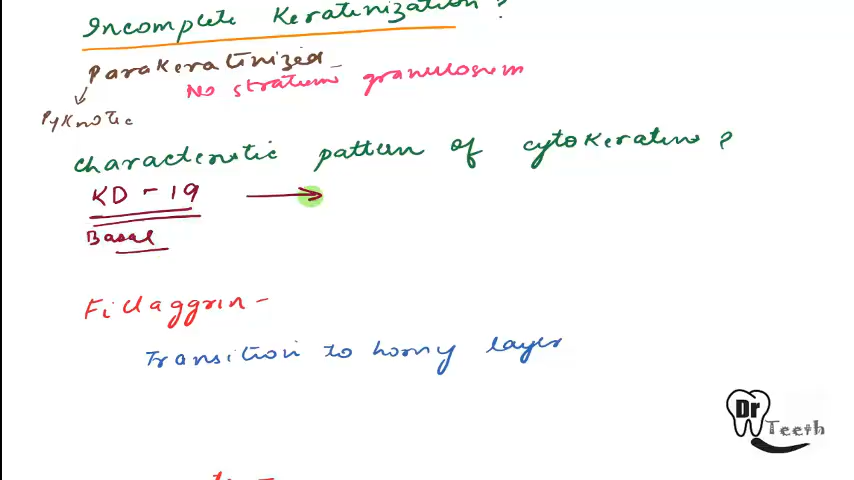 Incomplete Keratinization?
Parakeratinized
No stratum granulosum
Pyknotic
Characteristic pattern of cytokeratins?
KD - 19
Basal
Fillaggrin -
Transition to horny layer
Dr
Teeth